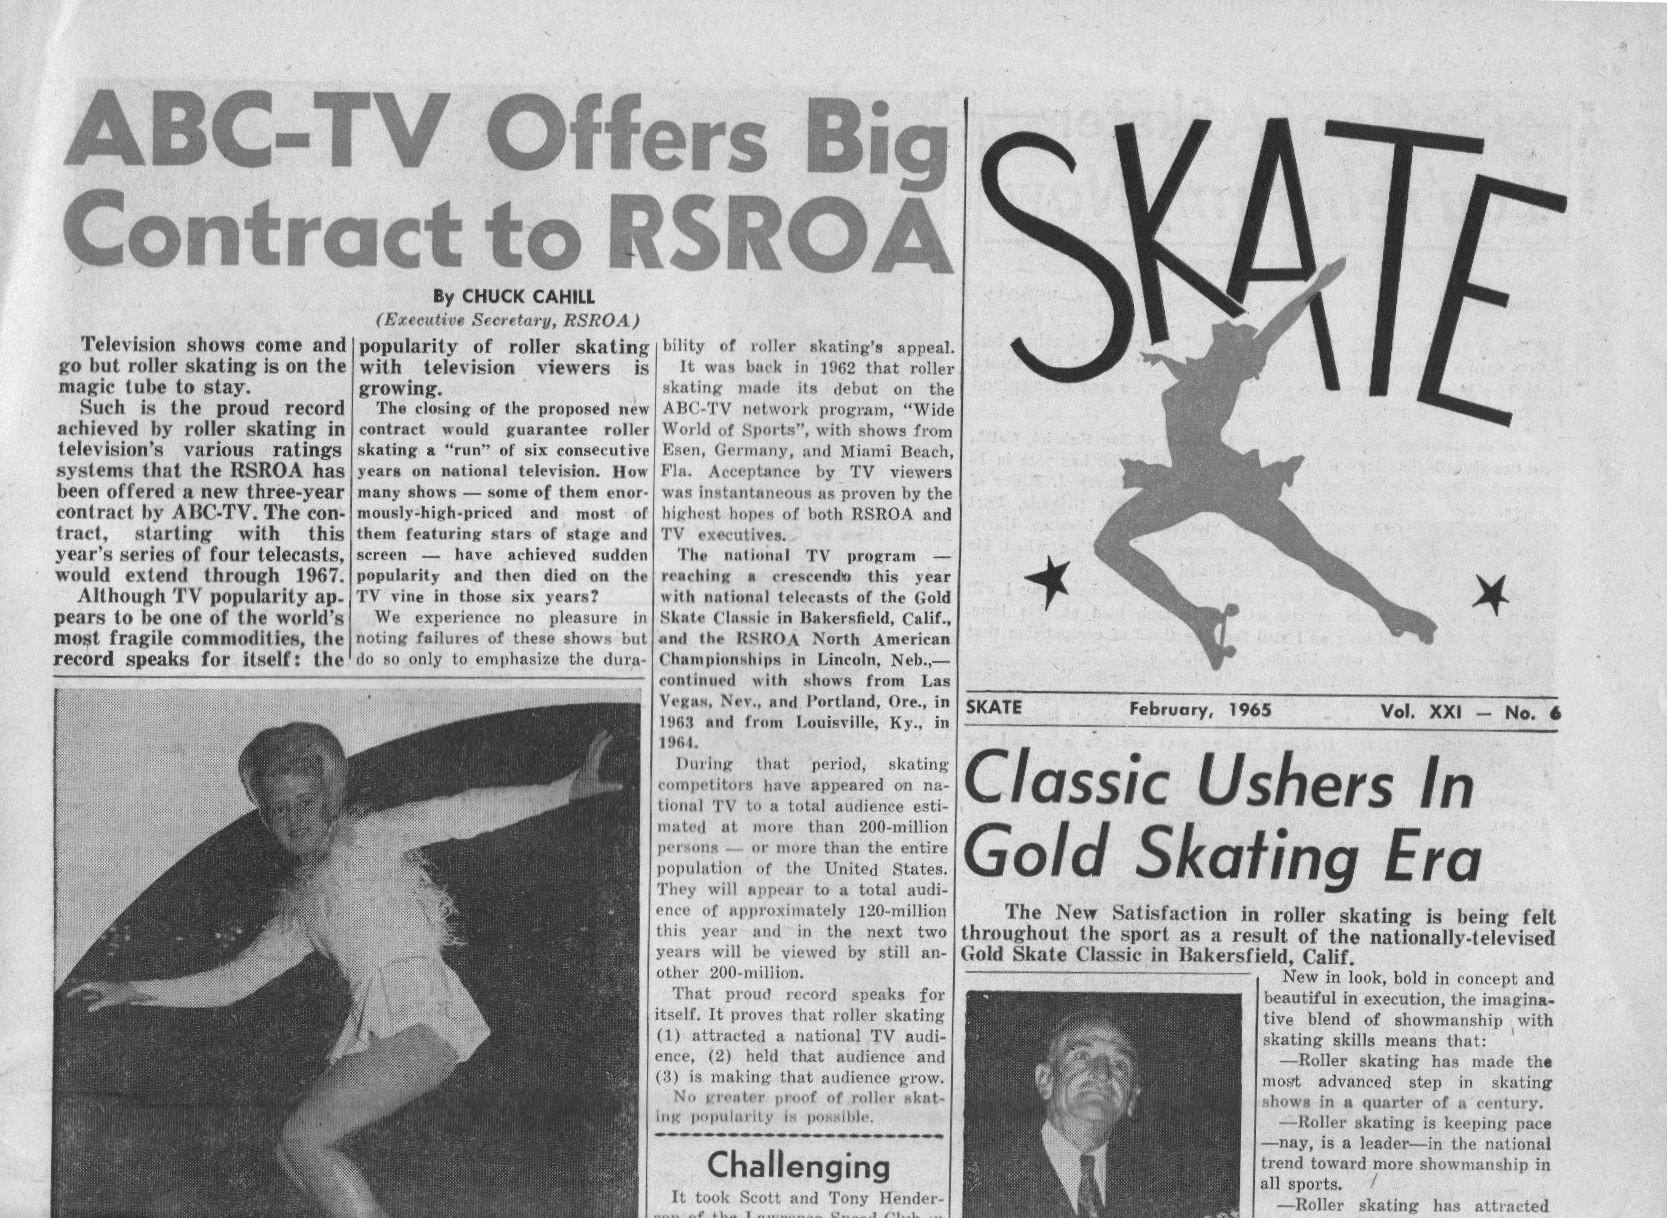 ABC-TV Offers Big
Contract to RSROA
By CHUCK CAHILL
(Executive Secretary, RSROA)
Television shows come and
go but roller skating is on the
magic tube to stay.
Such is the proud record
achieved by roller skating in
television's various ratings
systems that the RSROA has
been offered a new three-year
contract by ABC-TV. The con-
tract, starting with this
year's series of four telecasts,
would extend through 1967.
Although TV popularity ap-
pears to be one of the world's
most fragile commodities, the
record speaks for itself: the
popularity of roller skating
with television viewers is
growing.
The closing of the proposed new
contract would guarantee roller
skating a "run" of six consecutive
years on national television. How
many shows — some of them enor-
mously-high-priced and most of
them featuring stars of stage and
screen — have achieved sudden
popularity and then died on the
TV vine in those six years?
We experience no pleasure in
noting failures of these shows but
do so only to emphasize the dura-
bility of roller skating's appeal.
It was back in 1962 that roller
skating made its debut on the
ABC-TV network program, "Wide
World of Sports", with shows from
Esen, Germany, and Miami Beach,
Fla. Acceptance by TV viewers
was instantaneous as proven by the
highest hopes of both RSROA and
TV executives.
The national TV program —
reaching a crescendo this year
with national telecasts of the Gold
Skate Classic in Bakersfield, Calif.,
and the RSROA North American
Championships in Lincoln, Neb.,—
continued with shows from Las
Vegas, Nev., and Portland, Ore., in
1963 and from Louisville, Ky., in
1964.
During that period, skating
competitors have appeared on na-
tional TV to a total audience esti-
mated at more than 200-million
persons — or more than the entire
population of the United States.
They will appear to a total audi-
ence of approximately 120-million
this year and in the next two
years will be viewed by still an-
other 200-million.
That proud record speaks for
itself. It proves that roller skating
(1) attracted a national TV audi-
ence, (2) held that audience and
(3) is making that audience grow.
No greater proof of roller skat-
ing popularity is possible.
Challenging
It took Scott and Tony Hender-
son of the Lawrence Speed Club
SKATE
SKATE February, 1965 Vol. XXI — No. 6
Classic Ushers In
Gold Skating Era
The New Satisfaction in roller skating is being felt
throughout the sport as a result of the nationally-televised
Gold Skate Classic in Bakersfield, Calif.
New in look, bold in concept and
beautiful in execution, the imagina-
tive blend of showmanship with
skating skills means that:
—Roller skating has made the
most advanced step in skating
shows in a quarter of a century.
—Roller skating is keeping pace
—nay, is a leader—in the national
trend toward more showmanship in
all sports.
—Roller skating has attracted